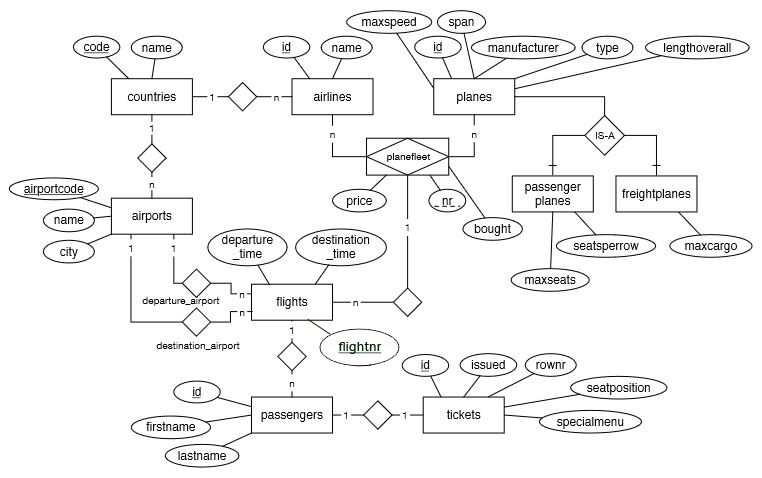 maxspeed
span
code
name
id
name
id
manufacturer
type
lengthoverall
countries
1
n
airlines
planes
1
n
n
IS-A
planefleet
n
airportcode
passenger
planes
freightplanes
price
nr
name
airports
bought
city
1
1
departure
_time
destination
_time
1
seatsperrow
maxcargo
maxseats
departure_airport
n
flights
n
n
destination_airport
1
flightnr
id
n
id
issued
rownr
seatposition
firstname
passengers
1
1
tickets
specialmenu
lastname